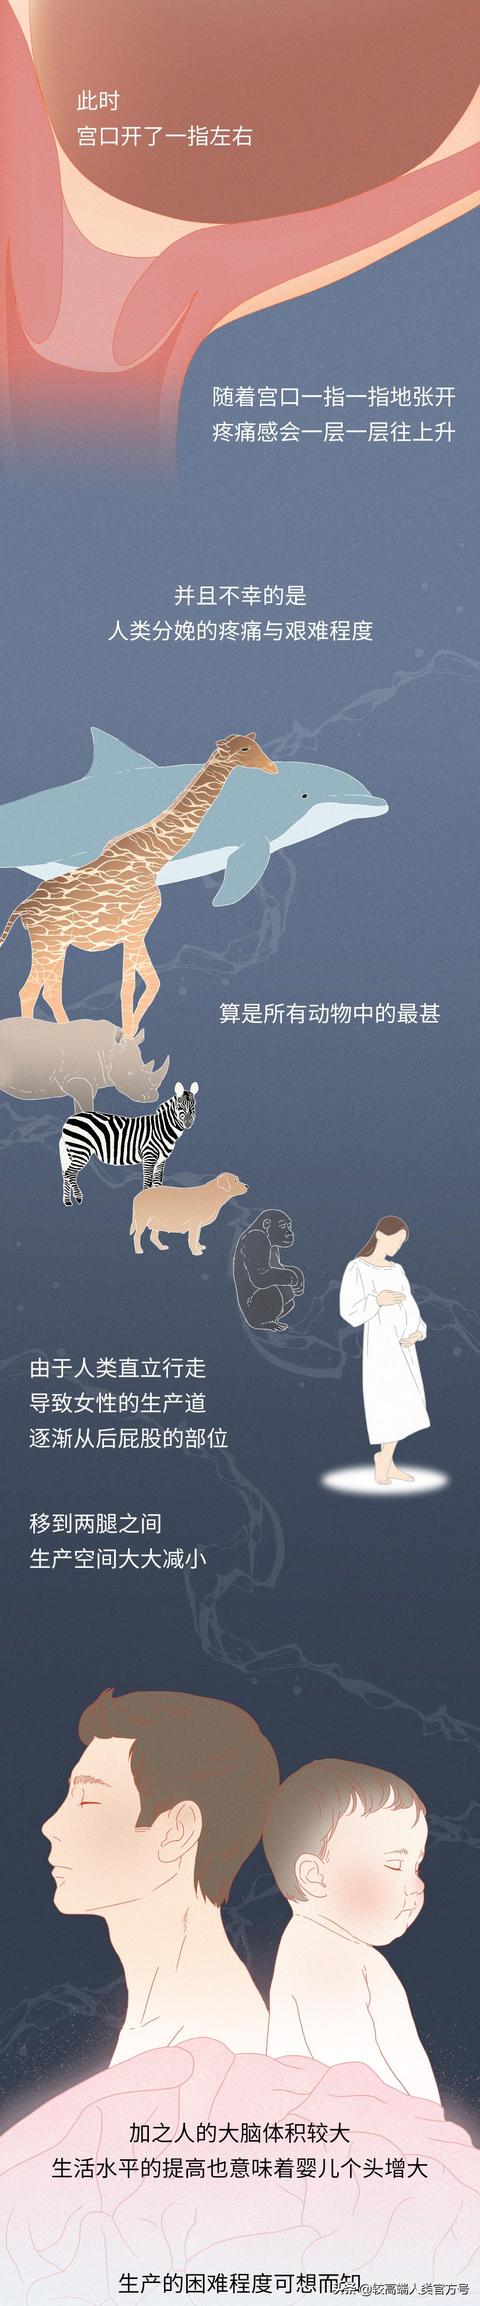 此时
宫口开了一指左右
随着宫口一指一指地张开
疼痛感会一层一层往上升
并且不幸的是
人类分娩的疼痛与艰难程度
算是所有动物中的最甚
由于人类直立行走
导致女性的生产道
逐渐从后屁股的部位
移到两腿之间
生产空间大大减小
加之人的大脑体积较大
生活水平的提高也意味着婴儿个头增大
生产的困难程度可想而知
头条 @较高端人类官方号